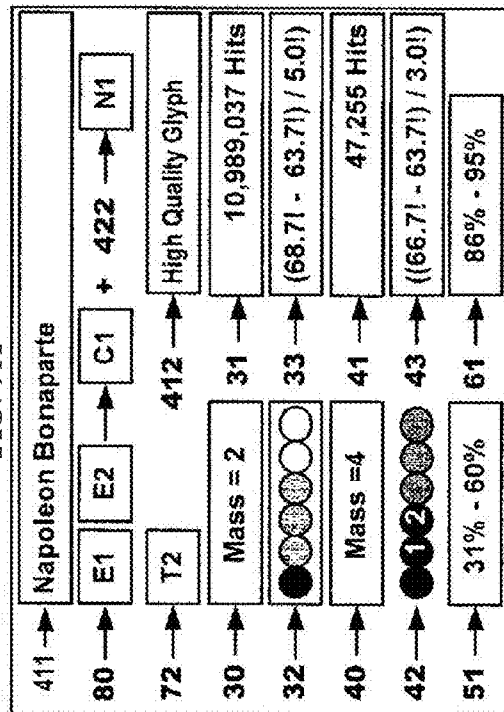 411 Napoleon Bonaparte
80 E1 E2 C1 + 422 N1
72 T2 412 High Quality Glyph
30 Mass = 2 31 10,989,037 Hits
32 33 (68.7! - 63.7!) / 5.0!)
40 Mass =4 41 47,255 Hits
42 1 2 43 ((66.7! - 63.7!) / 3.0!)
51 31% - 60% 61 86% - 95%